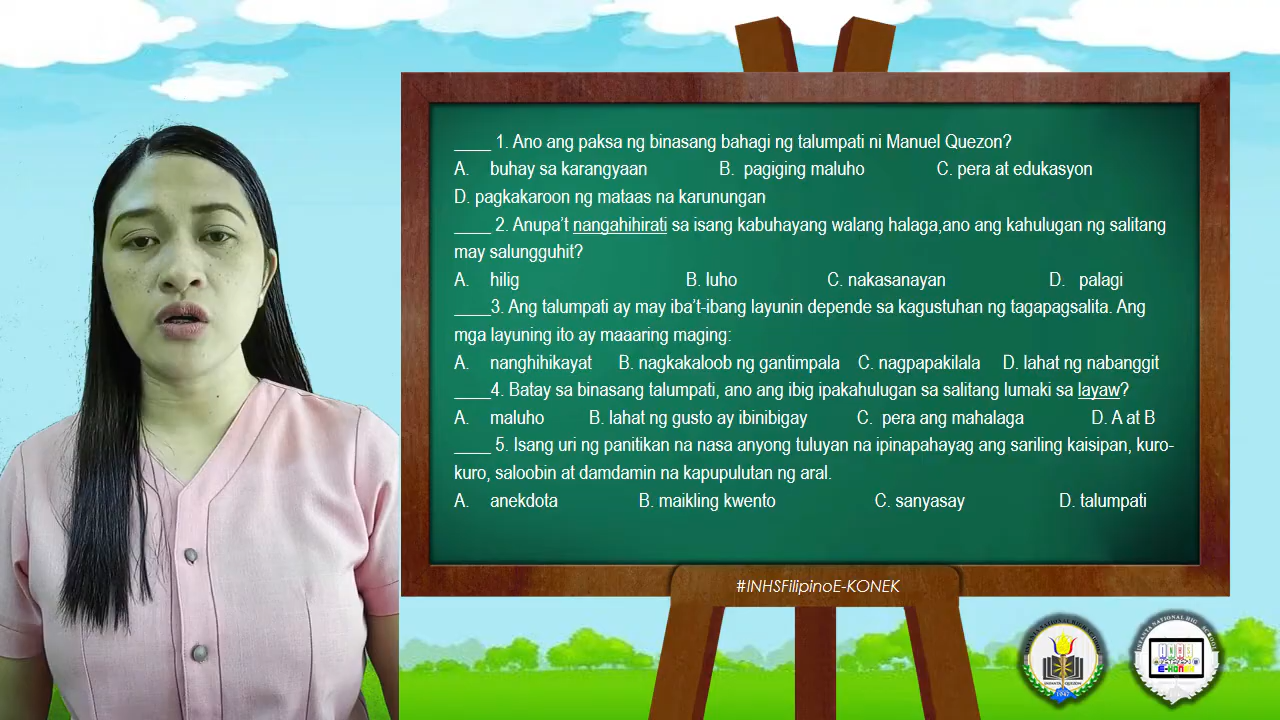 ____ 1. Ano ang paksa ng binasang bahagi ng talumpati ni Manuel Quezon?
A. buhay sa karangyaan B. pagiging maluho C. pera at edukasyon
D. pagkakaroon ng mataas na karunungan
____ 2. Anupa’t nangahihirati sa isang kabuhayang walang halaga,ano ang kahulugan ng salitang
may salungguhit?
A. hilig B. luho C. nakasanayan D. palagi
____3. Ang talumpati ay may iba’t-ibang layunin depende sa kagustuhan ng tagapagsalita. Ang
mga layuning ito ay maaaring maging:
A. nanghihikayat B. nagkakaloob ng gantimpala C. nagpapakilala D. lahat ng nabanggit
____4. Batay sa binasang talumpati, ano ang ibig ipakahulugan sa salitang lumaki sa layaw?
A. maluho B. lahat ng gusto ay ibinibigay C. pera ang mahalaga D. A at B
____ 5. Isang uri ng panitikan na nasa anyong tuluyan na ipinapahayag ang sariling kaisipan, kuro-
kuro, saloobin at damdamin na kapupulutan ng aral.
A. anekdota B. maikling kwento C. sanyasay D. talumpati
#INHSFilipinoE-KONEK